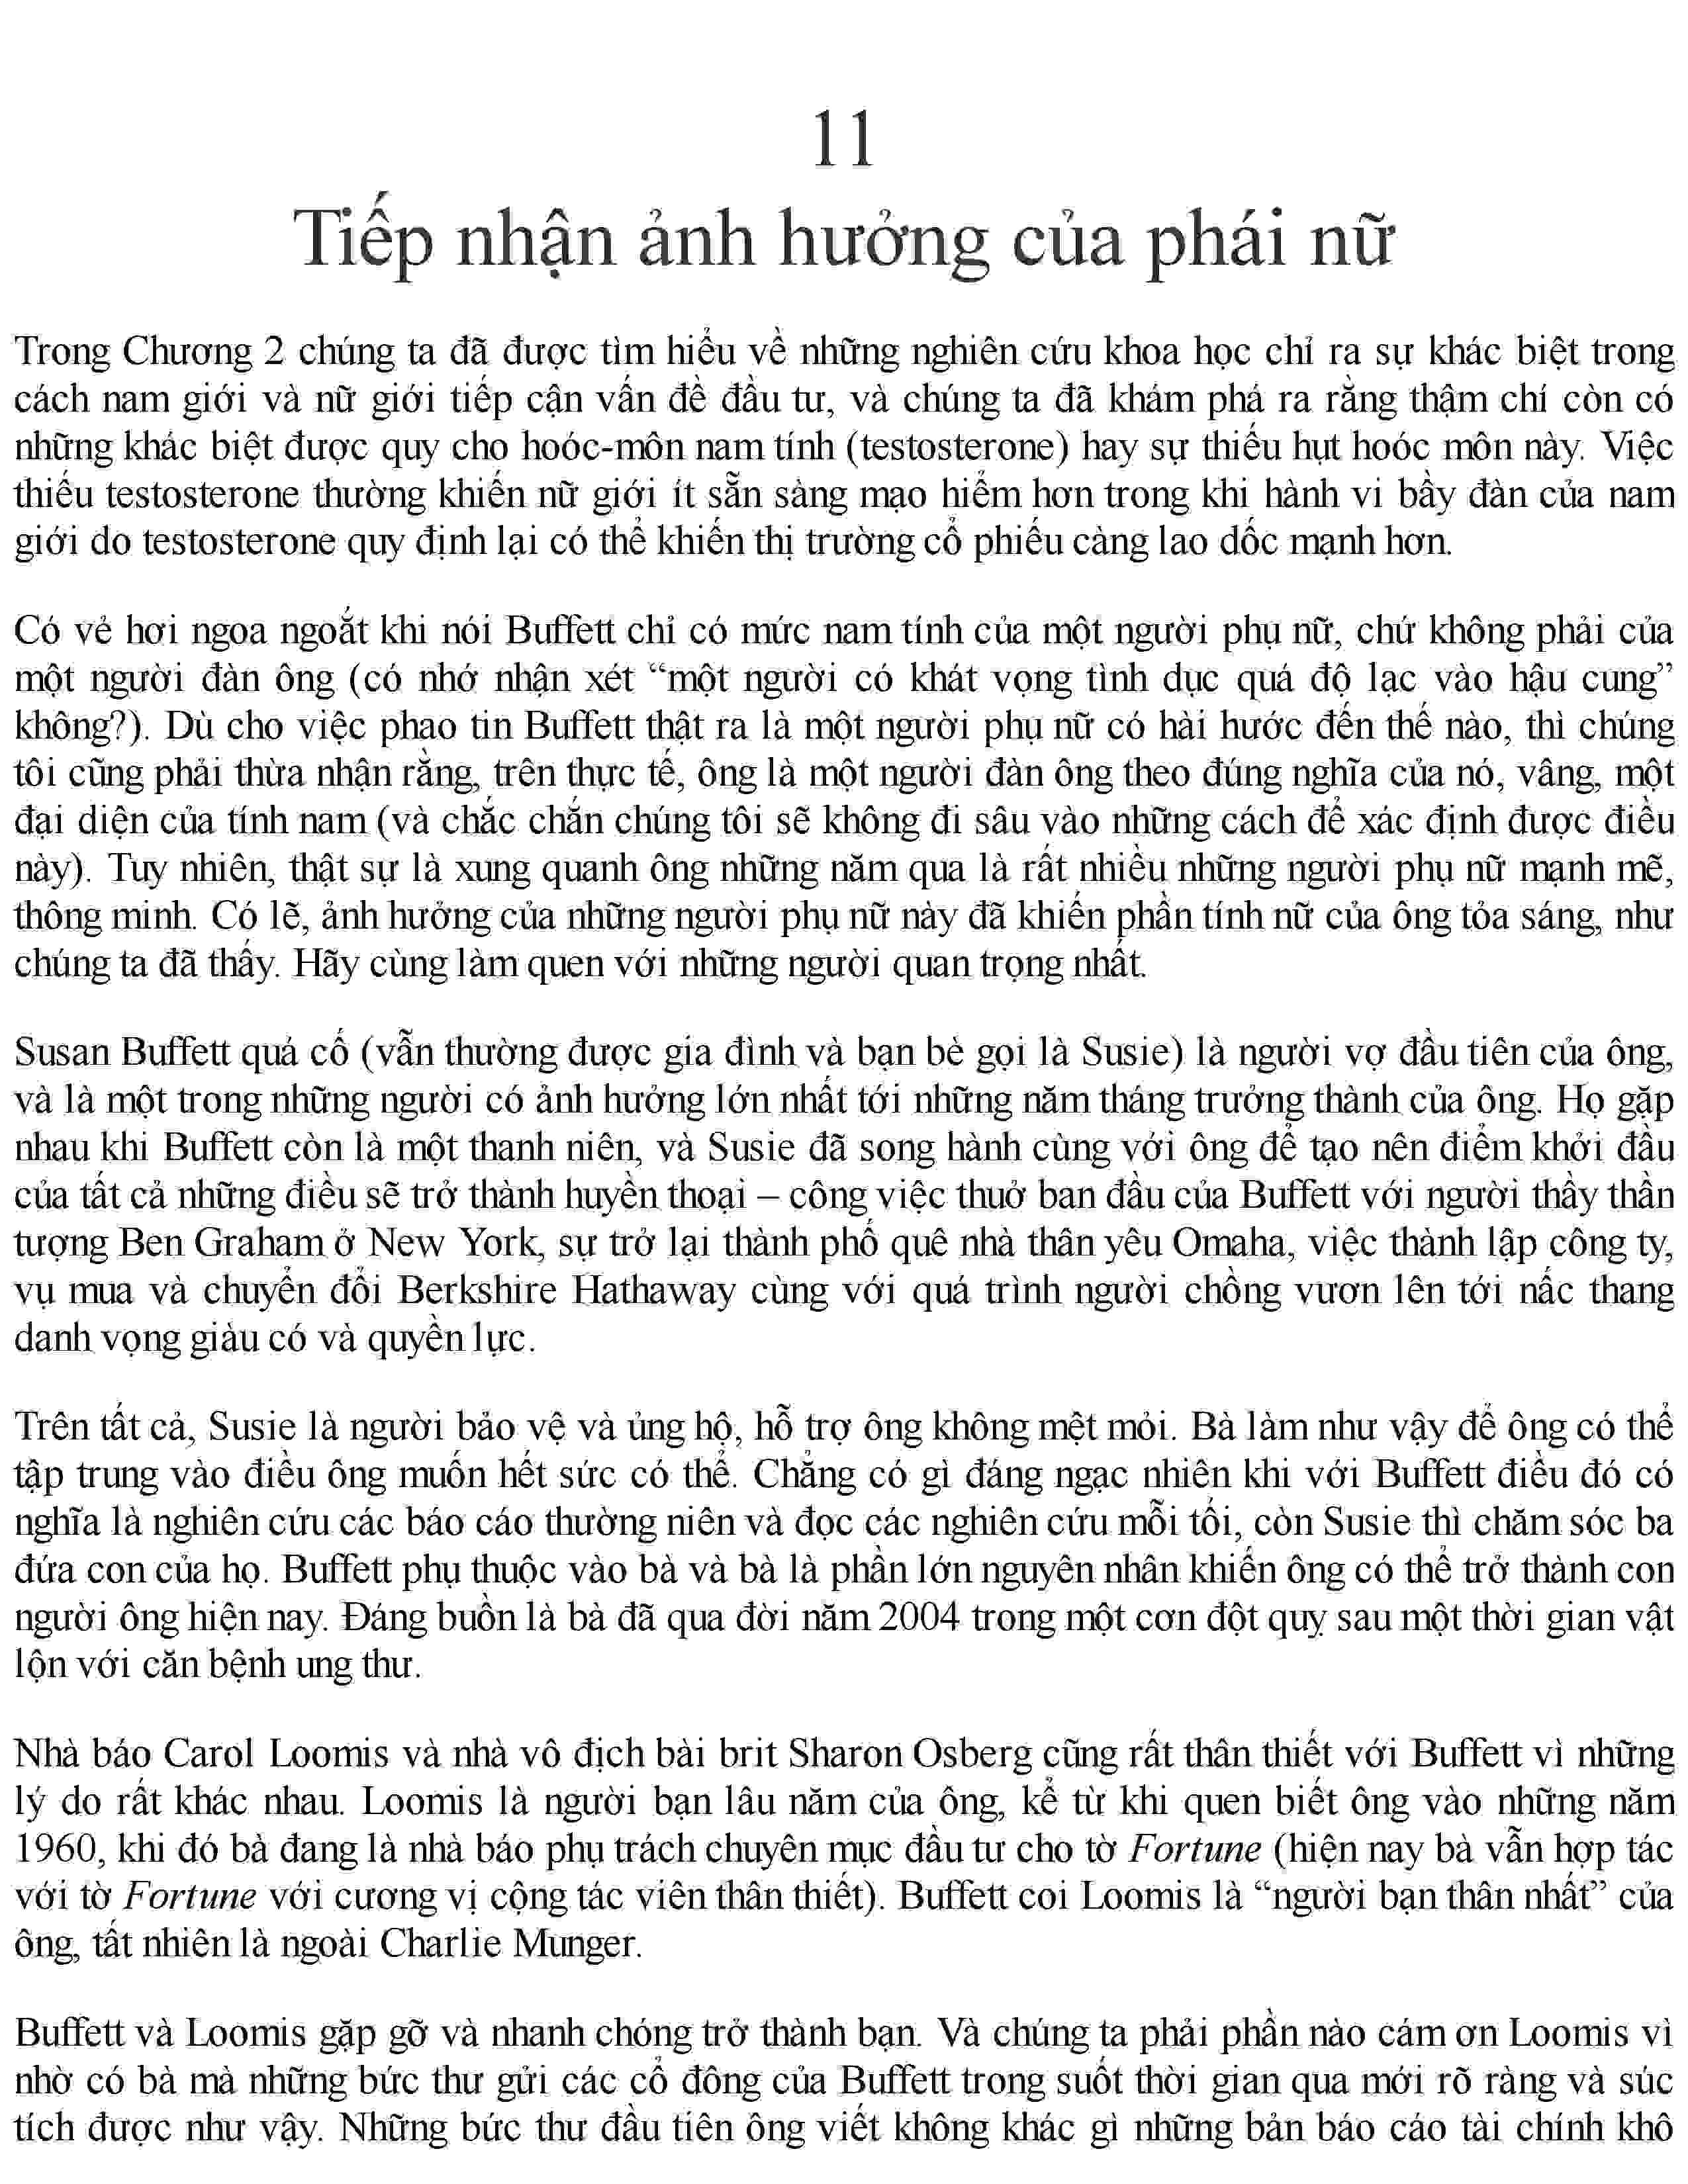 11
Tiếp nhận ảnh hưởng của phái nữ
Trong Chương 2 chúng ta đã được tìm hiểu về những nghiên cứu khoa học chỉ ra sự khác biệt trong
cách nam giới và nữ giới tiếp cận vấn đề đầu tư, và chúng ta đã khám phá ra rằng thậm chí còn có
những khác biệt được quy cho hoóc-môn nam tính (testosterone) hay sự thiếu hụt hoóc môn này. Việc
thiếu testosterone thường khiến nữ giới ít sẵn sàng mạo hiểm hơn trong khi hành vi bầy đàn của nam
giới do testosterone quy định lại có thể khiến thị trường cổ phiếu càng lao dốc mạnh hơn.
Có vẻ hơi ngoa ngoắt khi nói Buffett chỉ có mức nam tính của một người phụ nữ, chứ không phải của
một người đàn ông (có nhớ nhận xét “một người có khát vọng tình dục quá độ lạc vào hậu cung”
không?). Dù cho việc phao tin Buffett thật ra là một người phụ nữ có hài hước đến thế nào, thì chúng
tôi cũng phải thừa nhận rằng, trên thực tế, ông là một người đàn ông theo đúng nghĩa của nó, vâng, một
đại diện của tính nam (và chắc chắn chúng tôi sẽ không đi sâu vào những cách để xác định được điều
này). Tuy nhiên, thật sự là xung quanh ông những năm qua là rất nhiều những người phụ nữ mạnh mẽ,
thông minh. Có lẽ, ảnh hưởng của những người phụ nữ này đã khiến phần tính nữ của ông tỏa sáng, như
chúng ta đã thấy. Hãy cùng làm quen với những người quan trọng nhất.
Susan Buffett quá cố (vẫn thường được gia đình và bạn bè gọi là Susie) là người vợ đầu tiên của ông,
và là một trong những người có ảnh hưởng lớn nhất tới những năm tháng trưởng thành của ông. Họ gặp
nhau khi Buffett còn là một thanh niên, và Susie đã song hành cùng với ông để tạo nên điểm khởi đầu
của tất cả những điều sẽ trở thành huyền thoại – công việc thuở ban đầu của Buffett với người thầy thần
tượng Ben Graham ở New York, sự trở lại thành phố quê nhà thân yêu Omaha, việc thành lập công ty,
vụ mua và chuyển đổi Berkshire Hathaway cùng với quá trình người chồng vươn lên tới nấc thang
danh vọng giàu có và quyền lực.
Trên tất cả, Susie là người bảo vệ và ủng hộ, hỗ trợ ông không mệt mỏi. Bà làm như vậy để ông có thể
tập trung vào điều ông muốn hết sức có thể. Chẳng có gì đáng ngạc nhiên khi với Buffett điều đó có
nghĩa là nghiên cứu các báo cáo thường niên và đọc các nghiên cứu mỗi tối, còn Susie thì chăm sóc ba
đứa con của họ. Buffett phụ thuộc vào bà và bà là phần lớn nguyên nhân khiến ông có thể trở thành con
người ông hiện nay. Đáng buồn là bà đã qua đời năm 2004 trong một cơn đột quỵ sau một thời gian vật
lộn với căn bệnh ung thư.
Nhà báo Carol Loomis và nhà vô địch bài brit Sharon Osberg cũng rất thân thiết với Buffett vì những
lý do rất khác nhau. Loomis là người bạn lâu năm của ông, kể từ khi quen biết ông vào những năm
1960, khi đó bà đang là nhà báo phụ trách chuyên mục đầu tư cho tờ Fortune (hiện nay bà vẫn hợp tác
với tờ Fortune với cương vị cộng tác viên thân thiết). Buffett coi Loomis là “người bạn thân nhất” của
ông, tất nhiên là ngoài Charlie Munger.
Buffett và Loomis gặp gỡ và nhanh chóng trở thành bạn. Và chúng ta phải phần nào cám ơn Loomis vì
nhờ có bà mà những bức thư gửi các cổ đông của Buffett trong suốt thời gian qua mới rõ ràng và súc
tích được như vậy. Những bức thư đầu tiên ông viết không khác gì những bản báo cáo tài chính khô